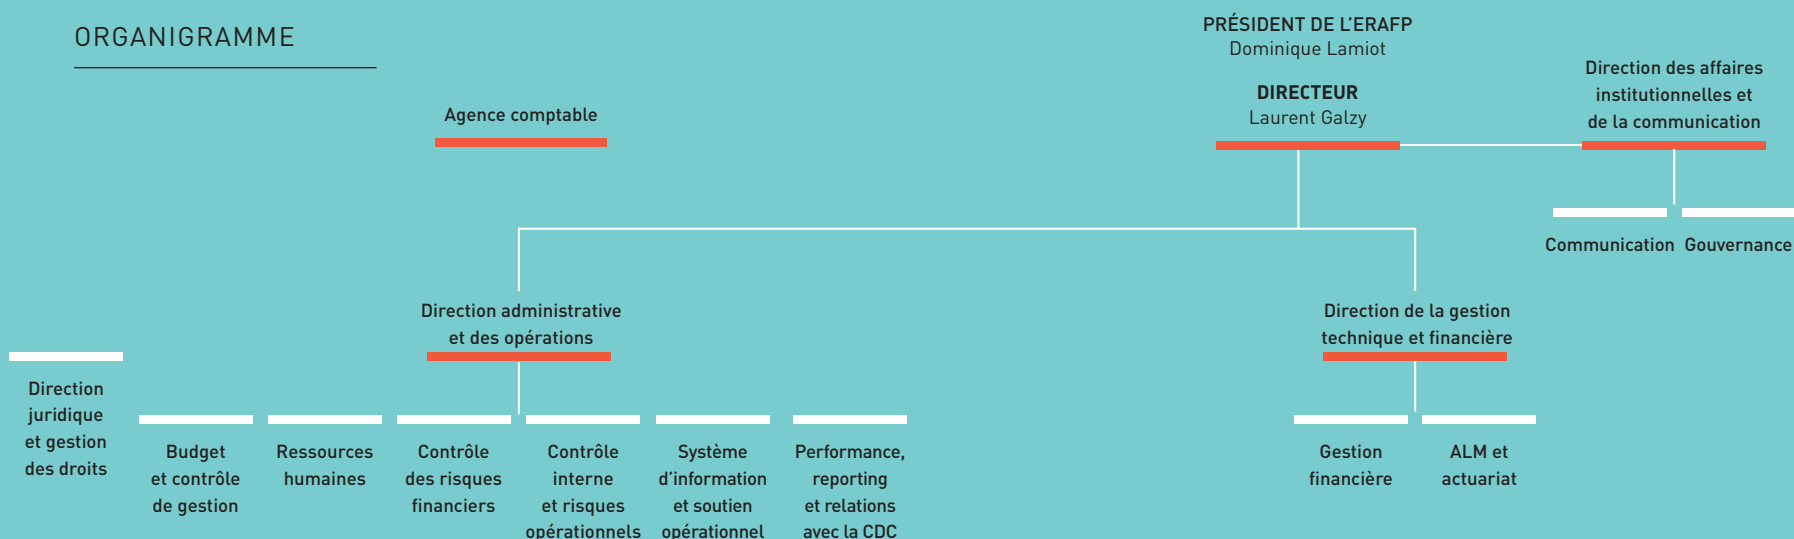 ORGANIGRAMME
PRÉSIDENT DE L'ERAFP
Dominique Lamiot
DIRECTEUR
Laurent Galzy
Direction des affaires
institutionnelles et
de la communication
Agence comptable
Communication
Gouvernance
Direction administrative
et des opérations
Direction de la gestion
technique et financière
Direction
juridique
et gestion
des droits
Budget
et contrôle
de gestion
Ressources
humaines
Contrôle
des risques
financiers
Contrôle
interne
et risques
opérationnels
Système
d'information
et soutien
opérationnel
Performance,
reporting
et relations
avec la CDC
Gestion
financière
ALM et
actuariat